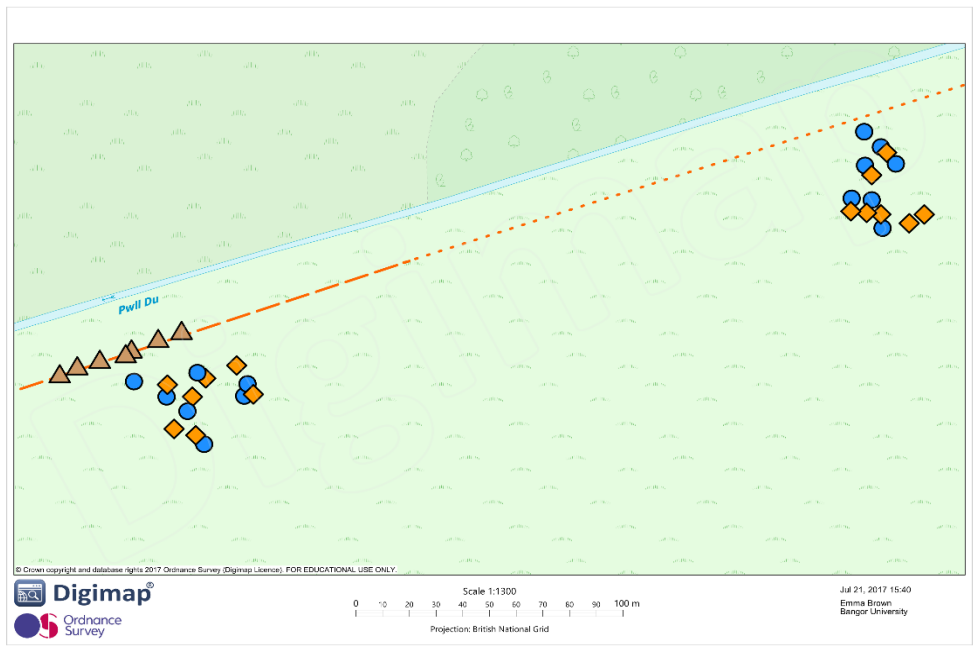 Pwll Du
Digimap
© Crown copyright and database rights 2017 Ordnance Survey (Digimap Licence). FOR EDUCATIONAL USE ONLY.
Digimap®
Ordnance
Survey
Scale 1:1300
0 10 20 30 40 50 60 70 80 90 100 m
Projection: British National Grid
Jul 21, 2017 15:40
Emma Brown
Bangor University